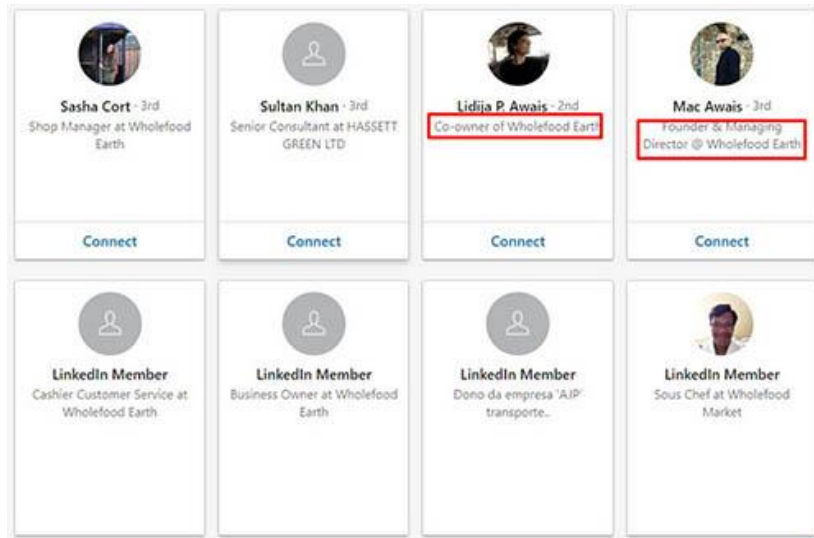 Sasha Cort · 3rd
Shop Manager at Wholefood
Earth
Connect
Sultan Khan · 3rd
Senior Consultant at HASSETT
GREEN LTD
Connect
Lidija P. Awais · 2nd
Co-owner of Wholefood Earth
Connect
Mac Awais · 3rd
Founder & Managing
Director @ Wholefood Earth
Connect
LinkedIn Member
Cashier Customer Service at
Wholefood Earth
LinkedIn Member
Business Owner at Wholefood
Earth
LinkedIn Member
Dono da empresa 'AJP'
transporte..
LinkedIn Member
Sous Chef at Wholefood
Market